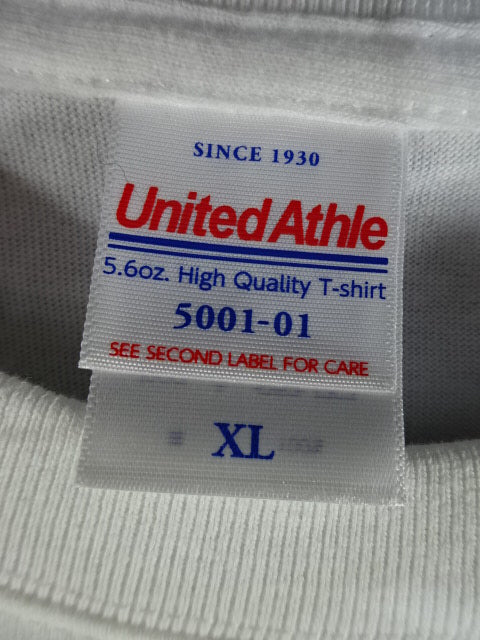 SINCE 1930
United Athle
5.6oz. High Quality T-shirt
5001-01
SEE SECOND LABEL FOR CARE
XL